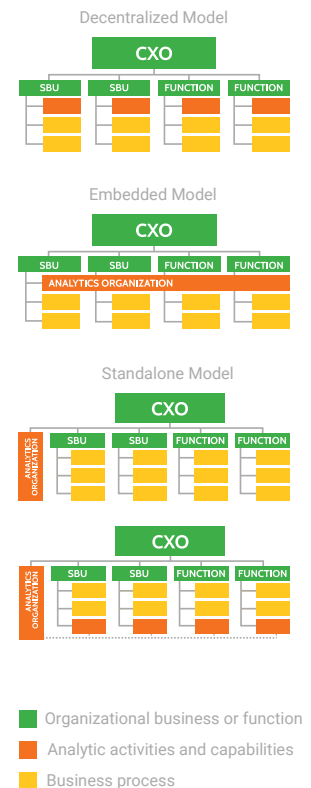 Decentralized Model
CXO
SBU SBU FUNCTION FUNCTION
Embedded Model
CXO
SBU SBU FUNCTION FUNCTION
ANALYTICS ORGANIZATION
Standalone Model
CXO
ANALYTICS
ORGANIZATION
SBU SBU FUNCTION FUNCTION
CXO
ANALYTICS
ORGANIZATION
SBU SBU FUNCTION FUNCTION
Organizational business or function
Analytic activities and capabilities
Business process